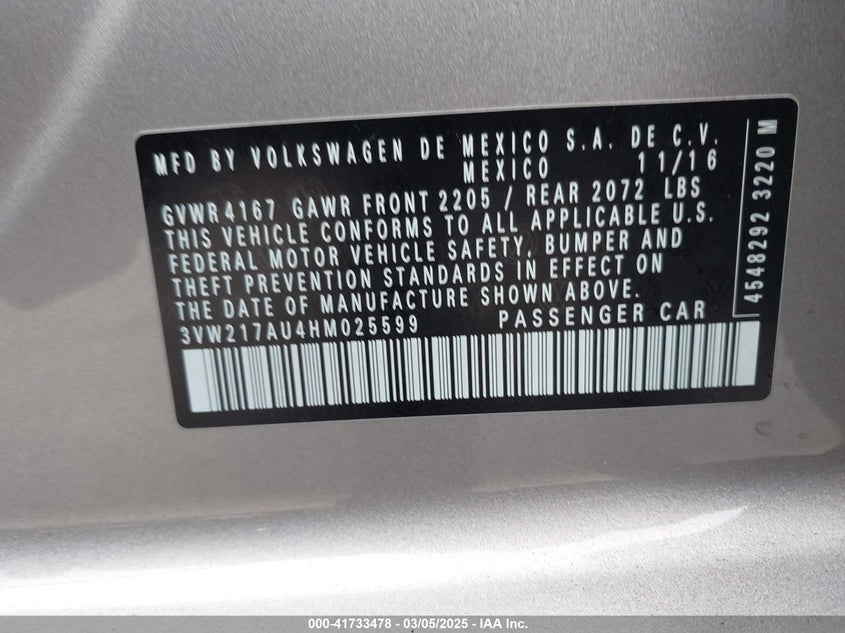 MFD BY VOLKSWAGEN DE MEXICO S.A. DE C.V.
MEXICO 11/16
GVWR 4167 GAWR FRONT 2205 / REAR 2072 LBS
THIS VEHICLE CONFORMS TO ALL APPLICABLE U.S.
FEDERAL MOTOR VEHICLE SAFETY, BUMPER AND
THEFT PREVENTION STANDARDS IN EFFECT ON
THE DATE OF MANUFACTURE SHOWN ABOVE.
3VW217AU4HM025599 PASSENGER CAR
4548292 3220 M
000-41733478 - 03/05/2025 - IAA Inc.